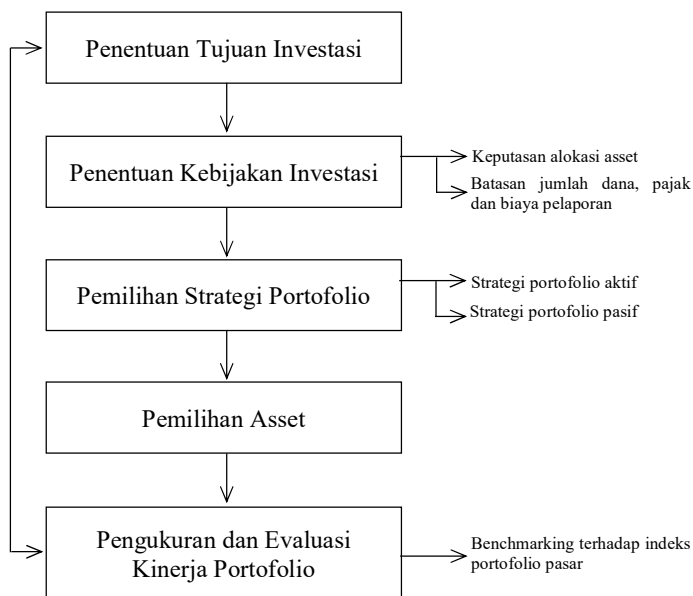 Penentuan Tujuan Investasi
Penentuan Kebijakan Investasi
Keputasan alokasi asset
Batasan jumlah dana, pajak
dan biaya pelaporan
Pemilihan Strategi Portofolio
Strategi portofolio aktif
Strategi portofolio pasif
Pemilihan Asset
Pengukuran dan Evaluasi
Kinerja Portofolio
Benchmarking terhadap indeks
portofolio pasar